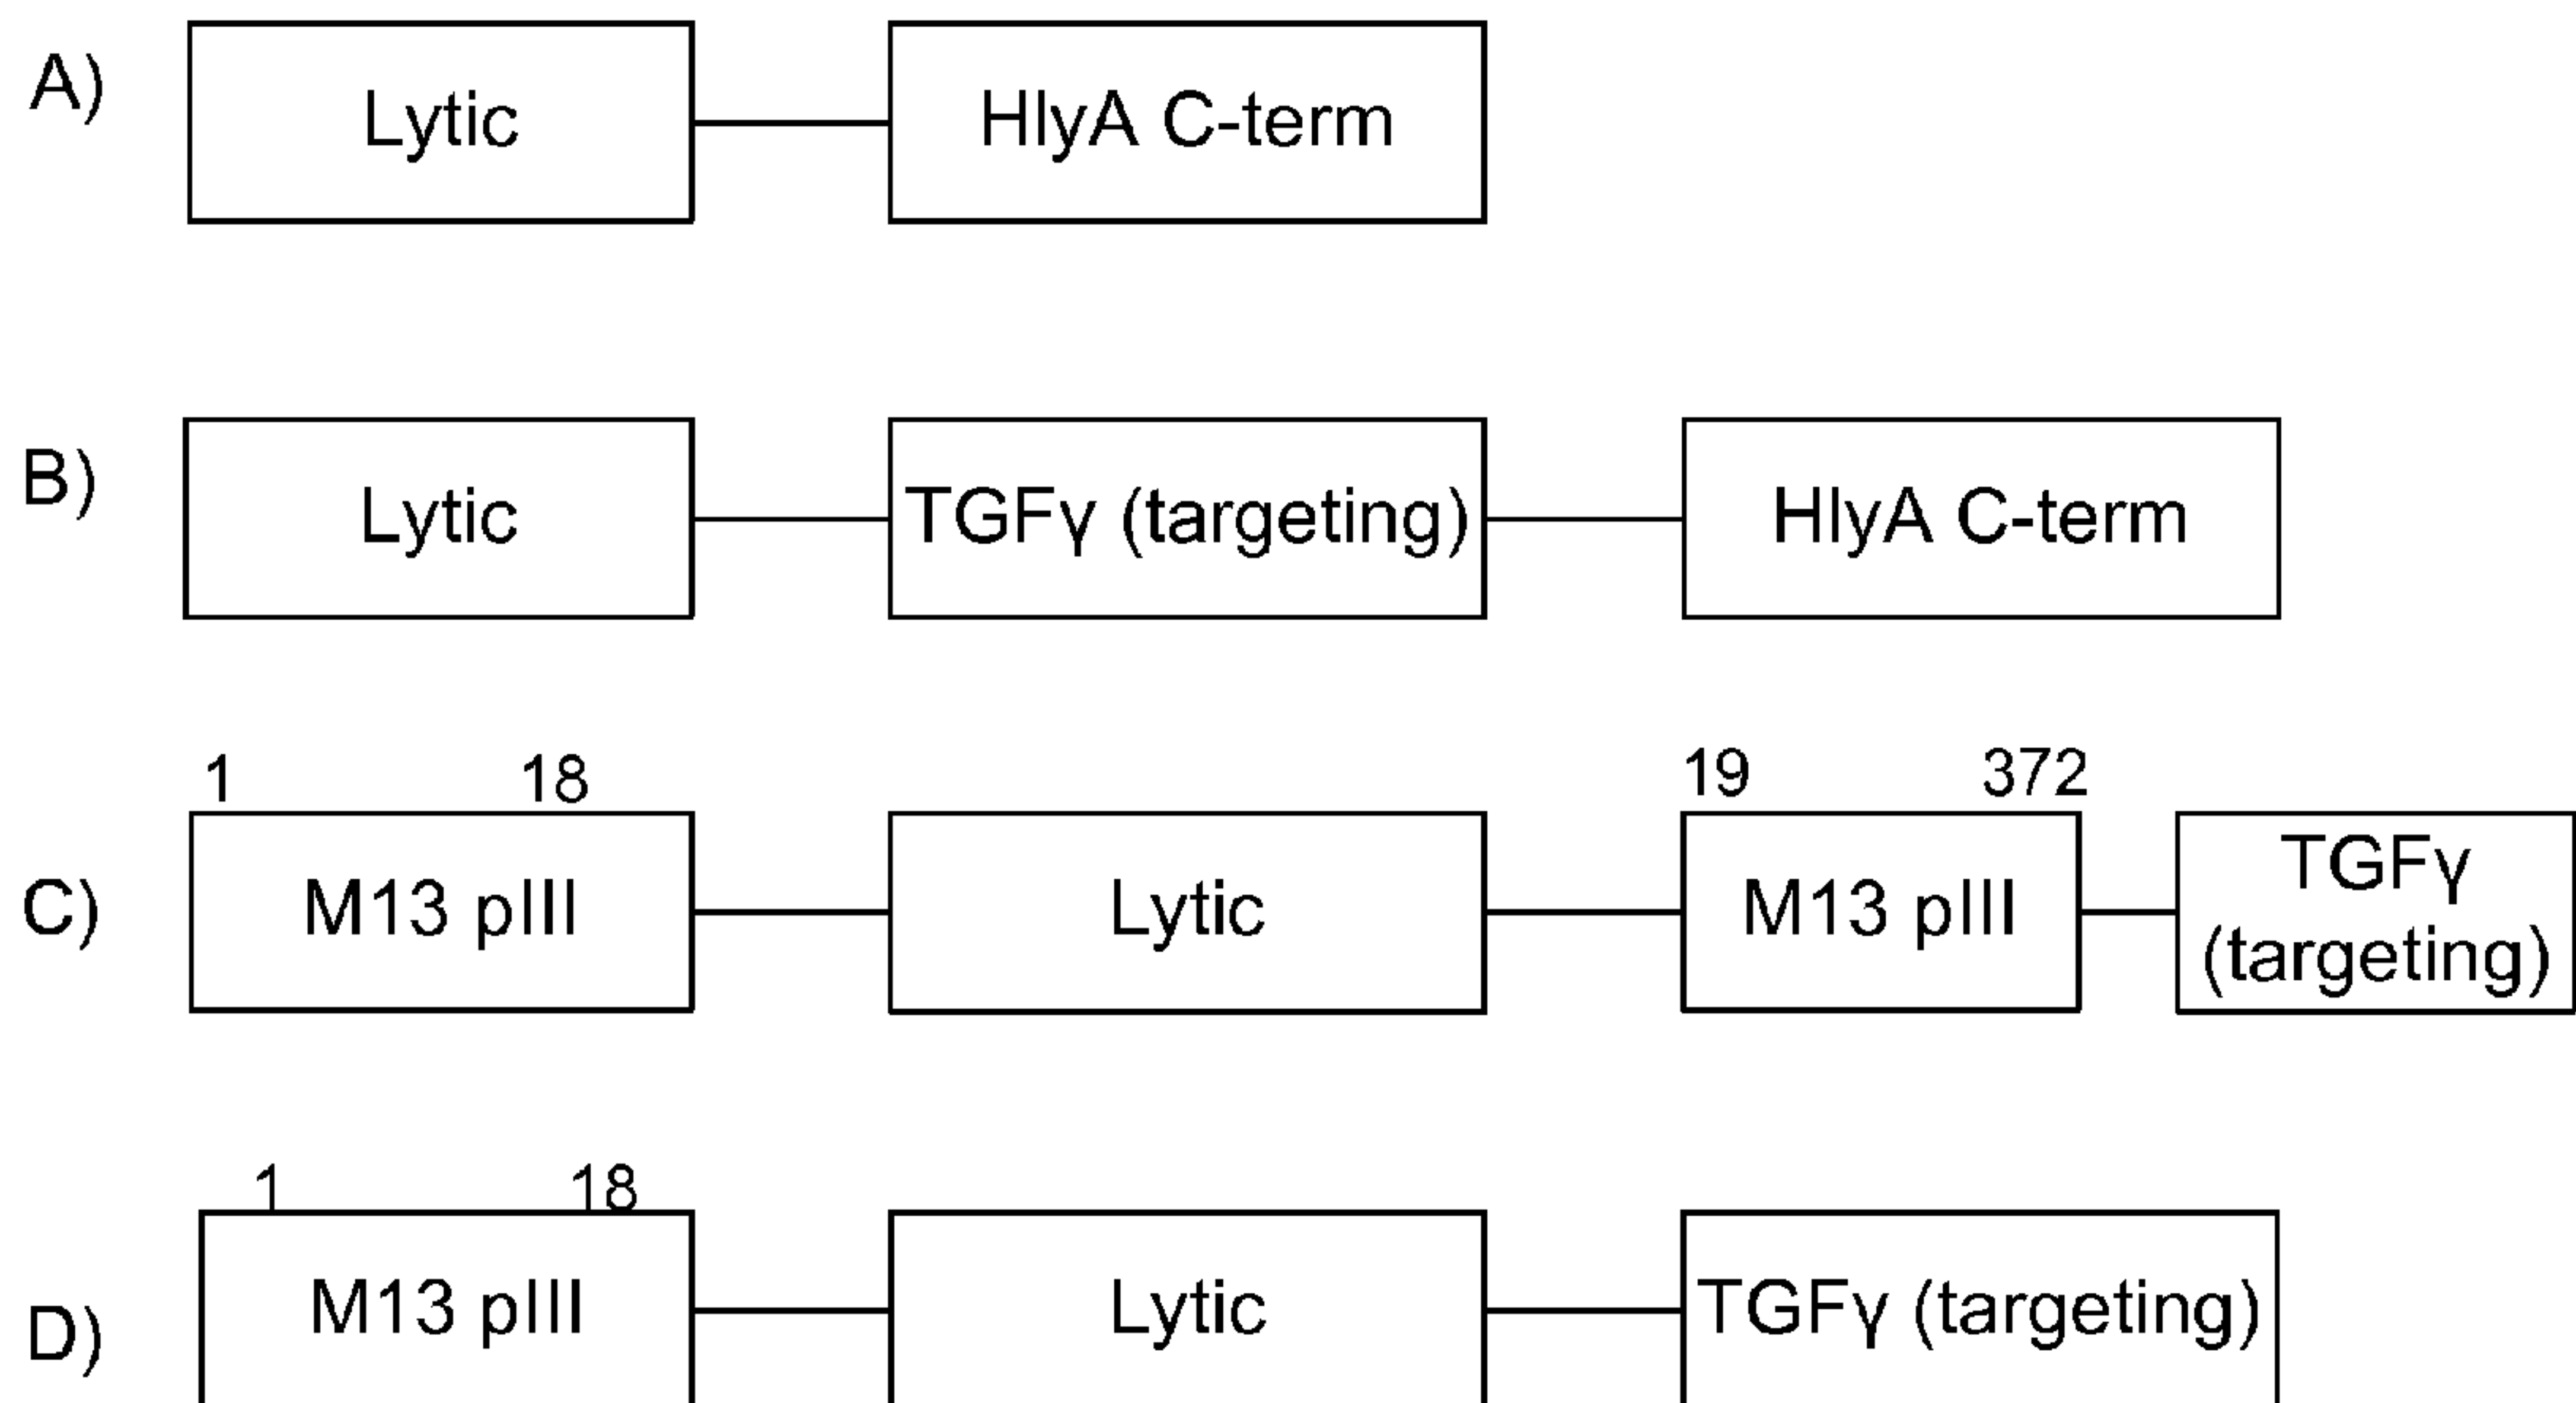 A) Lytic HlyA C-term
B) Lytic TGFγ (targeting) HlyA C-term
1 18 19 372
C) M13 pIII Lytic M13 pIII TGFγ
(targeting)
1 18
D) M13 pIII Lytic TGFγ (targeting)